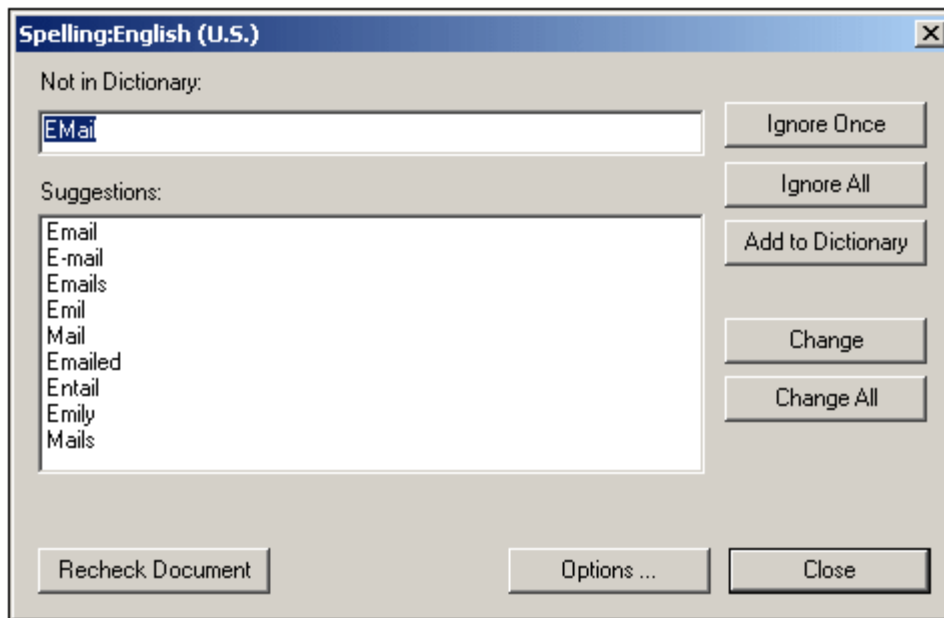 Spelling:English (U.S.)
Not in Dictionary:
EMail
Ignore Once
Ignore All
Suggestions:
Add to Dictionary
Email
E-mail
Emails
Emil
Mail
Emailed
Entail
Emily
Mails
Change
Change All
Recheck Document
Options ...
Close